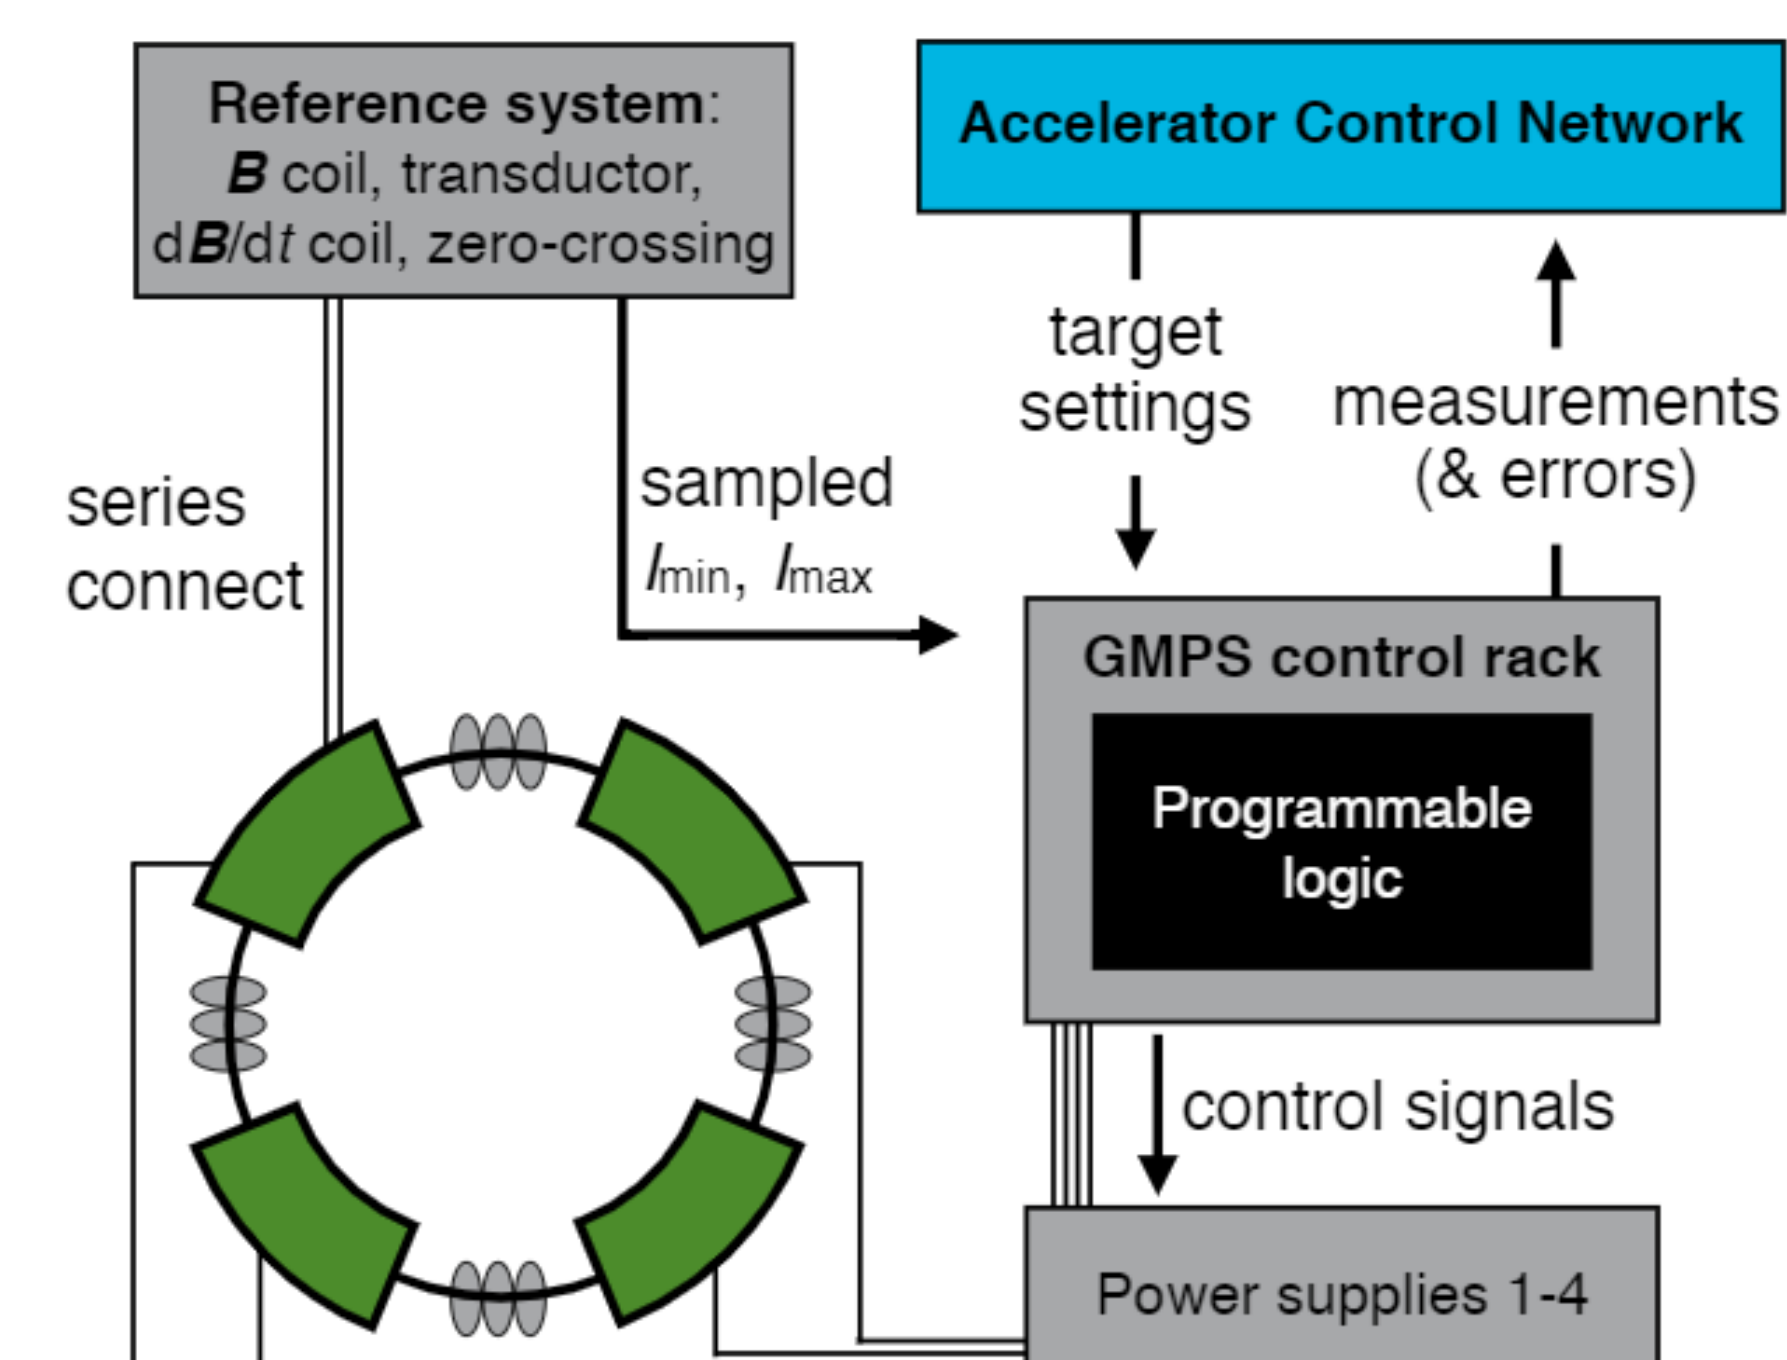 Reference system:
B coil, transductor,
dB/dt coil, zero-crossing
Accelerator Control Network
target
settings
measurements
(& errors)
series
connect
sampled
Imin, Imax
GMPS control rack
Programmable
logic
control signals
Power supplies 1-4